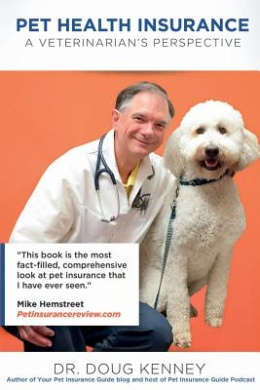 PET HEALTH INSURANCE
A VETERINARIAN'S PERSPECTIVE
"This book is the most
fact-filled, comprehensive
look at pet insurance that
I have ever seen."
Mike Hemstreet
Petinsurancereview.com
DR. DOUG KENNEY
Author of Your Pet Insurance Guide blog and host of Pet Insurance Guide Podcast